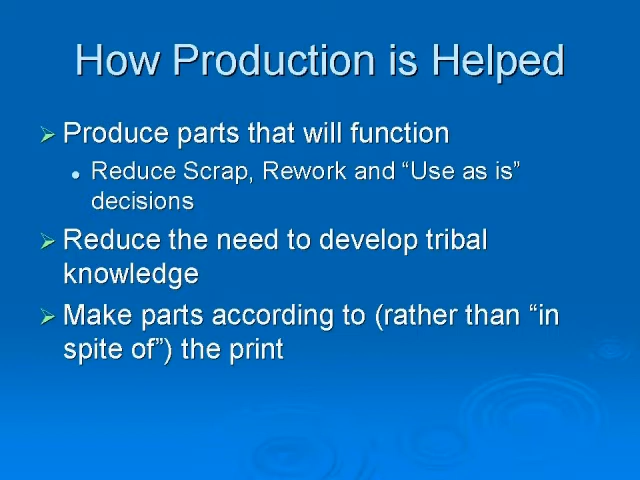 How Production is Helped
Produce parts that will function
Reduce Scrap, Rework and “Use as is”
decisions
Reduce the need to develop tribal
knowledge
Make parts according to (rather than “in
spite of”) the print